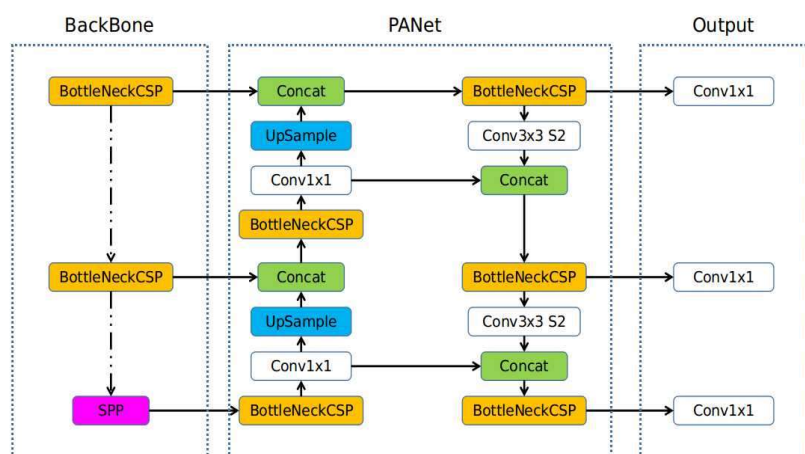 BackBone
PANet
Output
BottleNeckCSP
Concat
BottleNeckCSP
Conv1x1
UpSample
Conv3x3 S2
Conv1x1
Concat
BottleNeckCSP
BottleNeckCSP
Concat
BottleNeckCSP
Conv1x1
UpSample
Conv3x3 S2
Conv1x1
Concat
SPP
BottleNeckCSP
BottleNeckCSP
Conv1x1